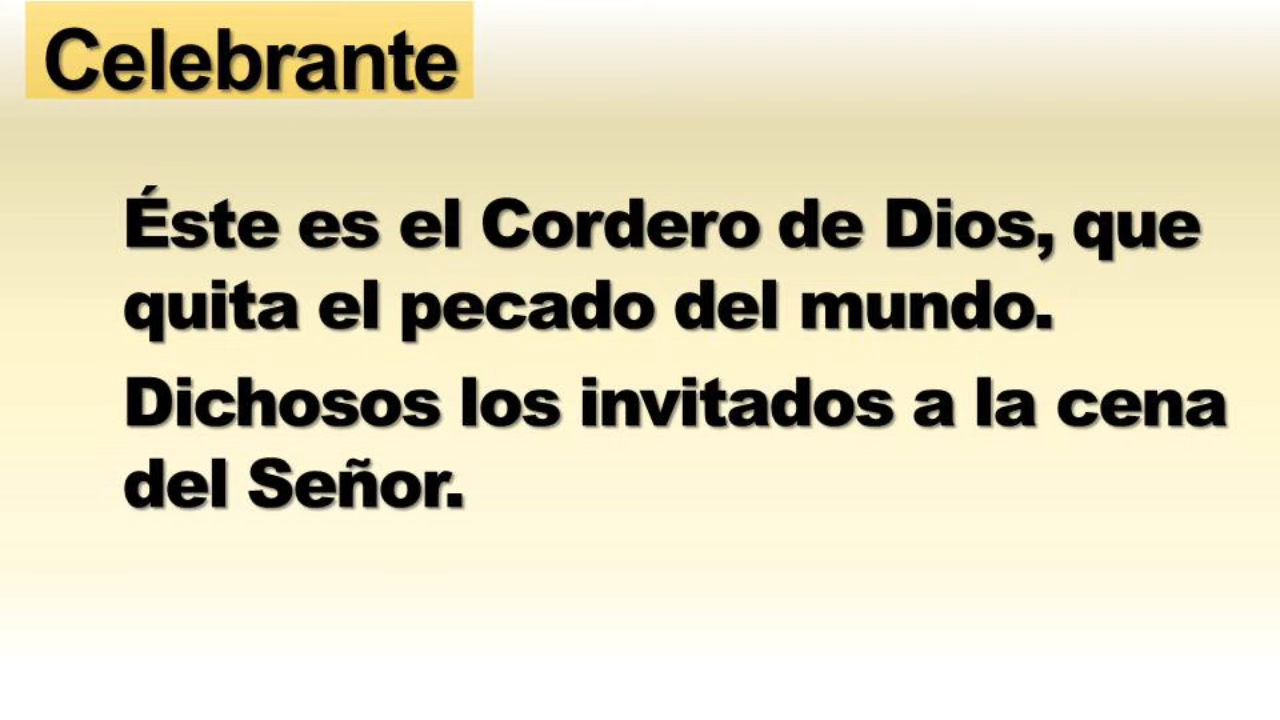 Celebrante
Éste es el Cordero de Dios, que
quita el pecado del mundo.
Dichosos los invitados a la cena
del Señor.